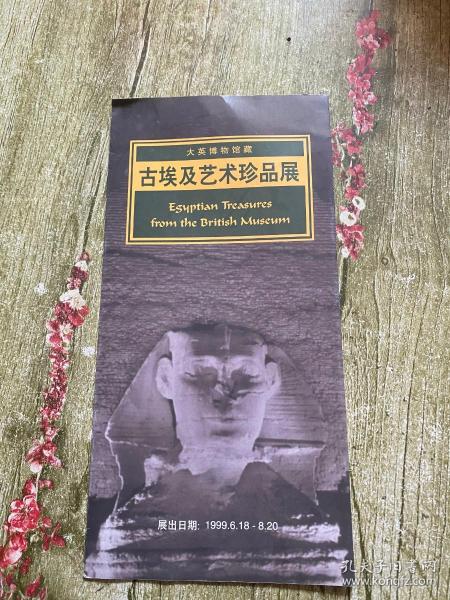 大英博物馆藏
古埃及艺术珍品展
Egyptian Treasures
from the British Museum
展出日期: 1999.6.18 - 8.20
孔夫子旧书网
www.kongfz.com